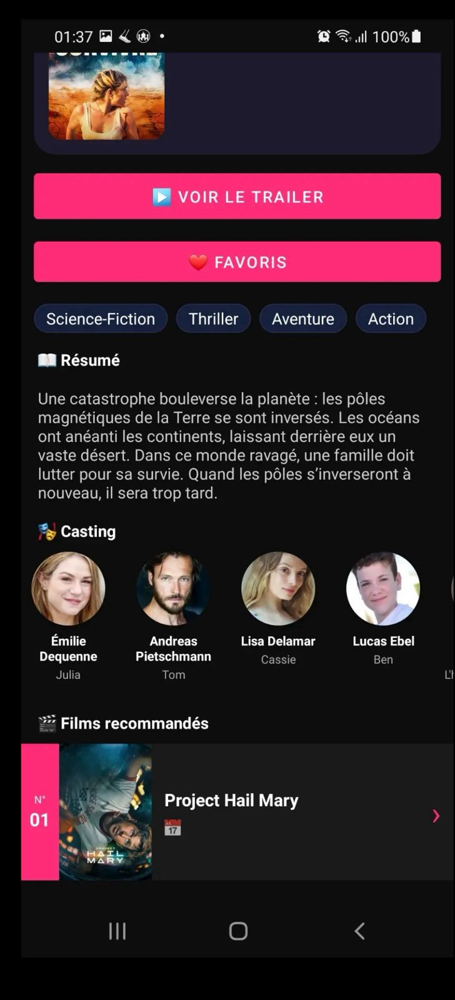 01:37
100%
SURVIVRE
VOIR LE TRAILER
FAVORIS
Science-Fiction Thriller Aventure Action
Résumé
Une catastrophe bouleverse la planète : les pôles
magnétiques de la Terre se sont inversés. Les océans
ont anéanti les continents, laissant derrière eux un
vaste désert. Dans ce monde ravagé, une famille doit
lutter pour sa survie. Quand les pôles s’inverseront à
nouveau, il sera trop tard.
Casting
Émilie
Dequenne
Julia
Andreas
Pietschmann
Tom
Lisa Delamar
Cassie
Lucas Ebel
Ben
L'h
Films recommandés
N°
01
PROJECT
HAIL
MARY
Project Hail Mary
JUL
17